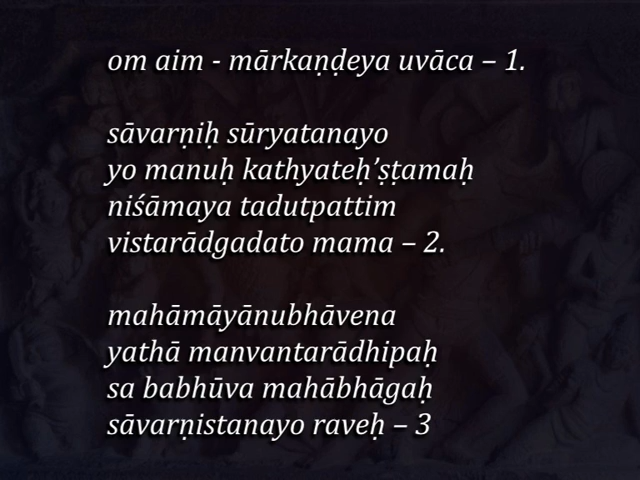 om aim - mārkaṇḍeya uvāca – 1.
sāvarṇiḥ sūryatanayo
yo manuḥ kathyateḥ’ṣṭamaḥ
niśāmaya tadutpattim
vistarādgadato mama – 2.
mahāmāyānubhāvena
yathā manvantarādhipaḥ
sa babhūva mahābhāgaḥ
sāvarṇistanayo raveḥ – 3